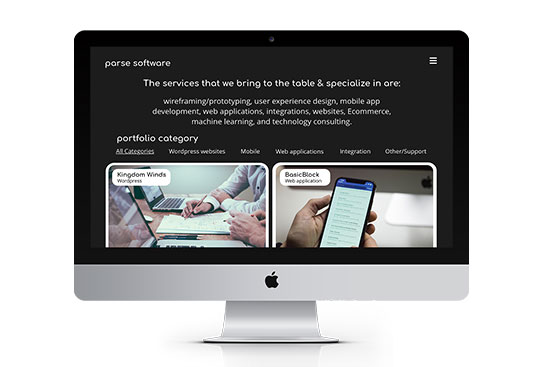 parse software
The services that we bring to the table & specialize in are:
wireframing/prototyping, user experience design, mobile app
development, web applications, integrations, websites, Ecommerce,
machine learning, and technology consulting.
portfolio category
All Categories Wordpress websites Mobile Web applications Integration Other/Support
Kingdom Winds
Wordpress
BasicBlock
Web application